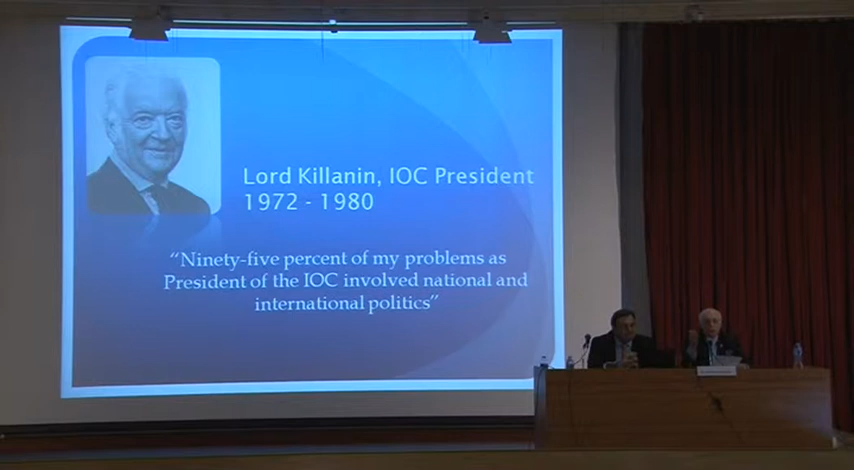 Lord Killanin, IOC President
1972 - 1980
“Ninety-five percent of my problems as
President of the IOC involved national and
international politics”